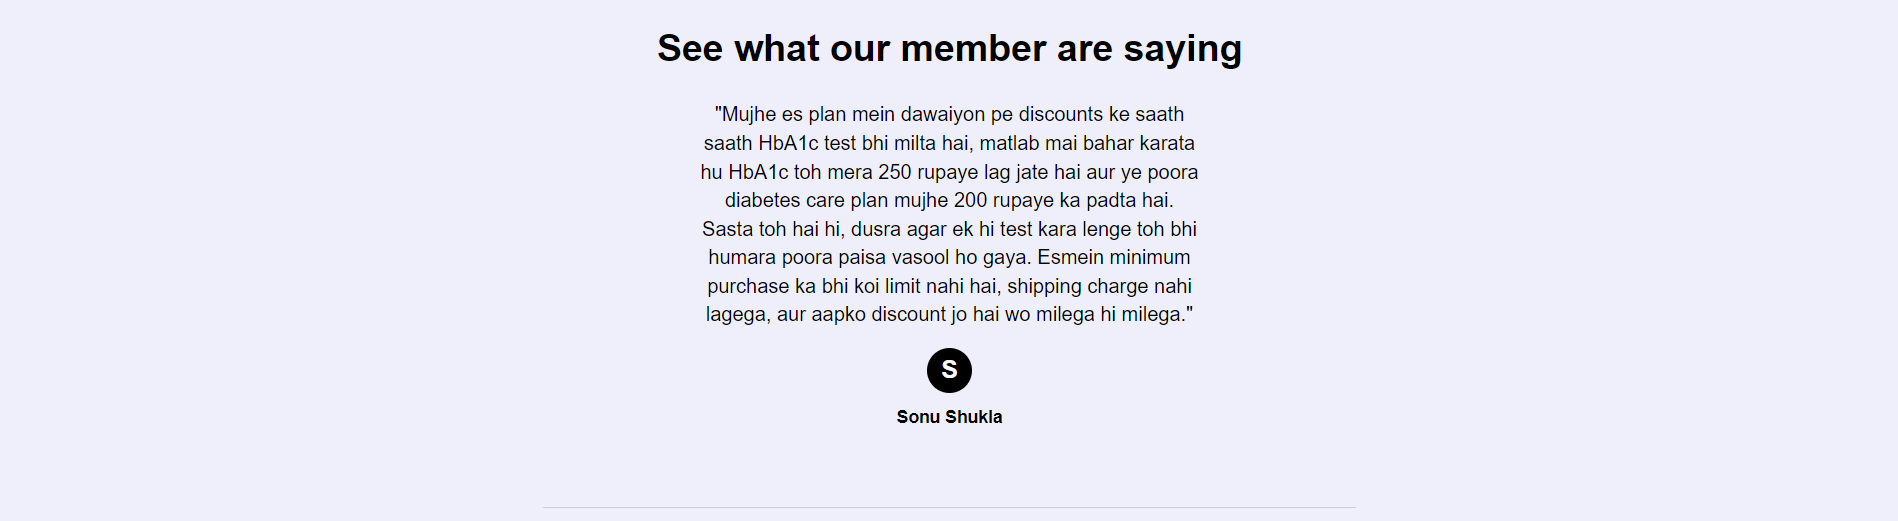 See what our member are saying
"Mujhe es plan mein dawaiyon pe discounts ke saath
saath HbA1c test bhi milta hai, matlab mai bahar karata
hu HbA1c toh mera 250 rupaye lag jate hai aur ye poora
diabetes care plan mujhe 200 rupaye ka padta hai.
Sasta toh hai hi, dusra agar ek hi test kara lenge toh bhi
humara poora paisa vasool ho gaya. Esmein minimum
purchase ka bhi koi limit nahi hai, shipping charge nahi
lagega, aur aapko discount jo hai wo milega hi milega."
S
Sonu Shukla